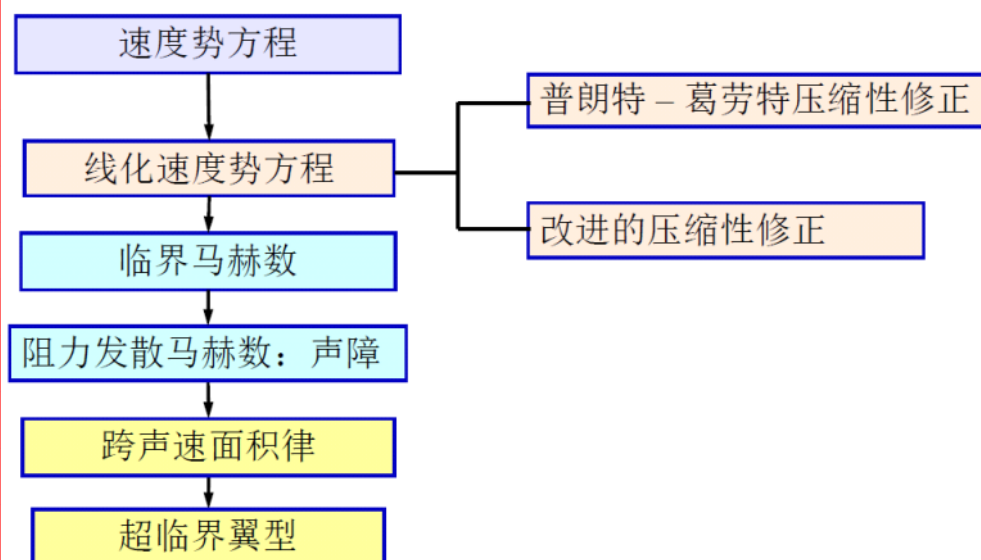 速度势方程
普朗特 – 葛劳特压缩性修正
线化速度势方程
改进的压缩性修正
临界马赫数
阻力发散马赫数：声障
跨声速面积律
超临界翼型